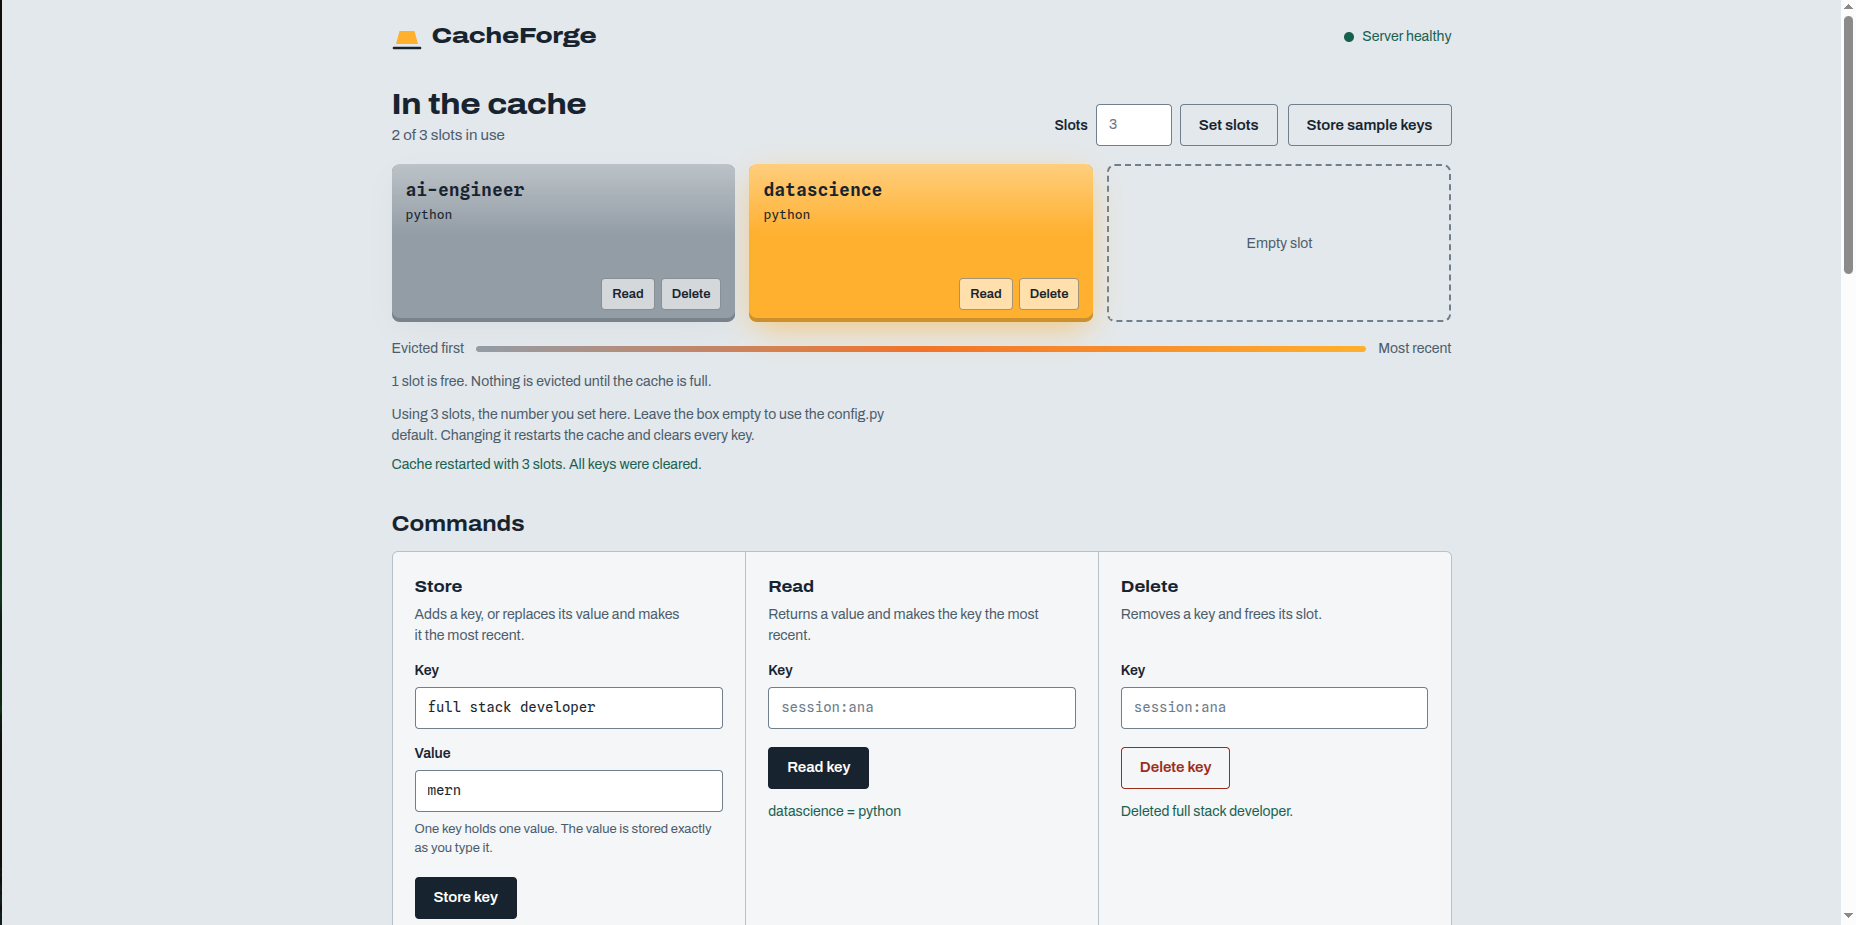 CacheForge
Server healthy
In the cache
2 of 3 slots in use
Slots
3
Set slots
Store sample keys
ai-engineer
python
Read
Delete
datascience
python
Read
Delete
Empty slot
Evicted first
Most recent
1 slot is free. Nothing is evicted until the cache is full.
Using 3 slots, the number you set here. Leave the box empty to use the config.py
default. Changing it restarts the cache and clears every key.
Cache restarted with 3 slots. All keys were cleared.
Commands
Store
Adds a key, or replaces its value and makes
it the most recent.
Key
full stack developer
Value
mern
One key holds one value. The value is stored exactly
as you type it.
Store key
Read
Returns a value and makes the key the most
recent.
Key
session:ana
Read key
datascience = python
Delete
Removes a key and frees its slot.
Key
session:ana
Delete key
Deleted full stack developer.